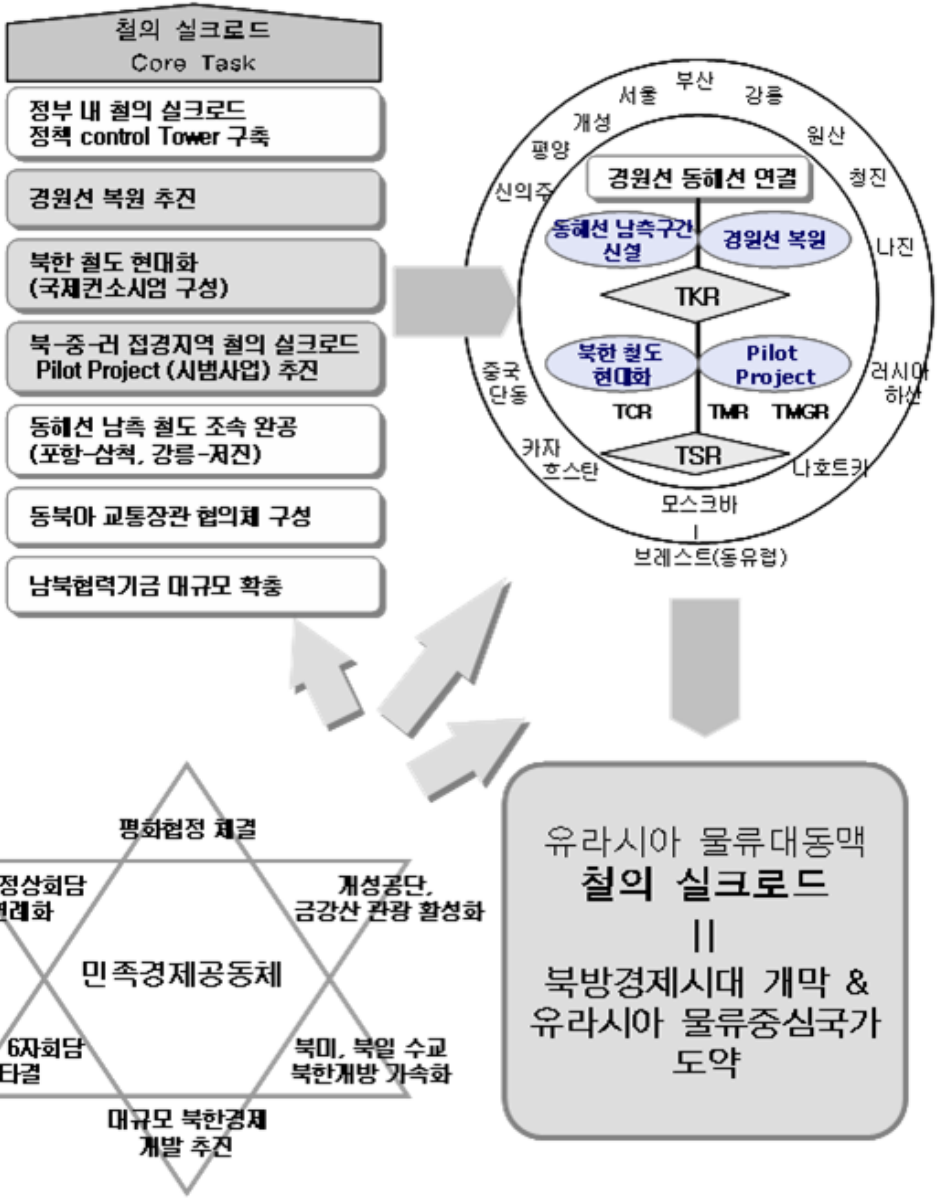 철의 실크로드
Core Task
정부 내 철의 실크로드
정책 control Tower 구축
경원선 복원 추진
북한 철도 현대화
(국제컨소시엄 구성)
북-중-러 접경지역 철의 실크로드
Pilot Project (시범사업) 추진
동해선 남측 철도 조속 완공
(포항-삼척, 강릉-저진)
동북아 교통장관 협의체 구성
남북협력기금 대규모 확충
부산
서울
강릉
개성
원산
평양
청진
신의주
나진
경원선 동해선 연결
동해선 남측구간
신설
경원선 복원
TKR
북한 철도
현대화
Pilot
Project
TCR
TMR
TMGR
TSR
중국
단동
러시아
하산
카자
흐스탄
나호트카
모스크바
브레스트(동유럽)
평화협정 체결
정상회담
례화
개성공단,
금강산 관광 활성화
민족경제공동체
6자회담
타결
북미, 북일 수교
북한개방 가속화
대규모 북한경제
개발 추진
유라시아 물류대동맥
철의 실크로드
||
북방경제시대 개막 &
유라시아 물류중심국가
도약